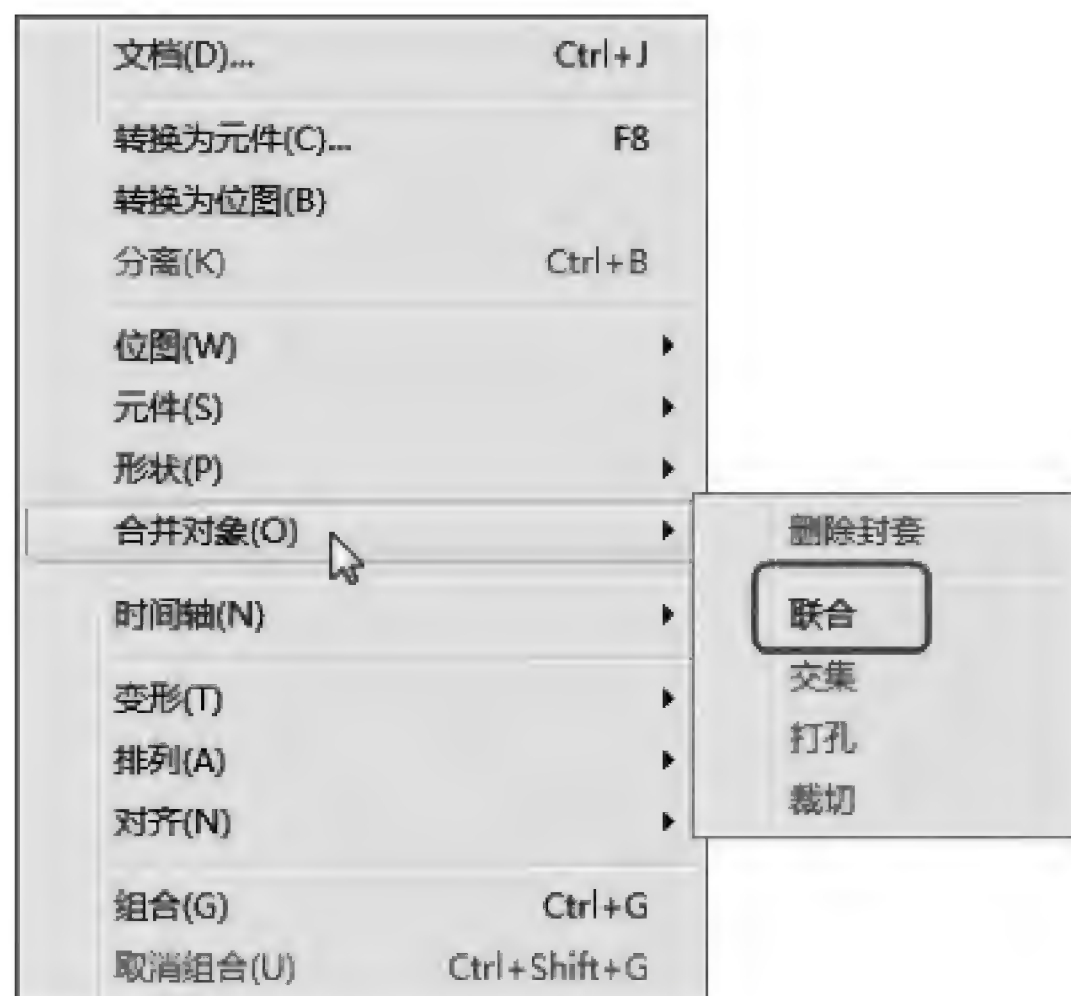 文档(D)... Ctrl+J
转换为元件(C)... F8
转换为位图(B)
分离(K) Ctrl+B
位图(W)
元件(S)
形状(P)
合并对象(O)
删除封套
联合
交集
打孔
裁切
时间轴(N)
变形(T)
排列(A)
对齐(N)
组合(G) Ctrl+G
取消组合(U) Ctrl+Shift+G